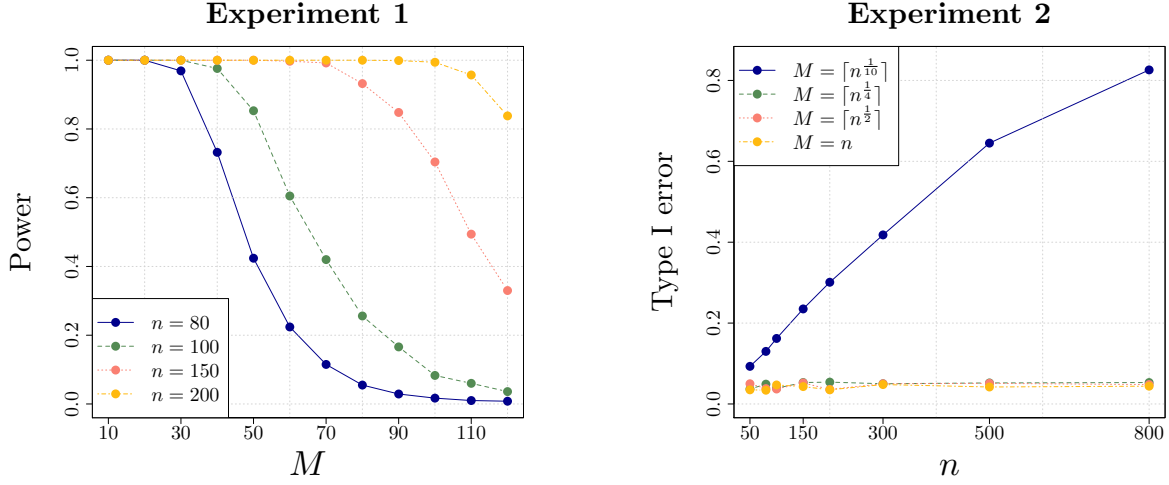 Experiment 1
Power
1.0
0.8
0.6
0.4
0.2
0.0
n = 80
n = 100
n = 150
n = 200
10 30 50 70 90 110
M
Experiment 2
Type I error
0.8
0.6
0.4
0.2
0.0
M = ⌈n^{1/10}⌉
M = ⌈n^{1/4}⌉
M = ⌈n^{1/2}⌉
M = n
50 150 300 500 800
n